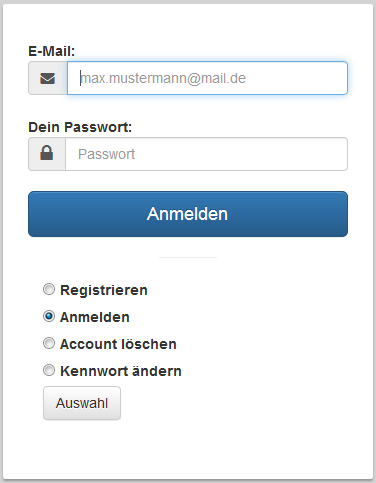 E-Mail:
max.mustermann@mail.de
Dein Passwort:
Passwort
Anmelden
Registrieren
Anmelden
Account löschen
Kennwort ändern
Auswahl